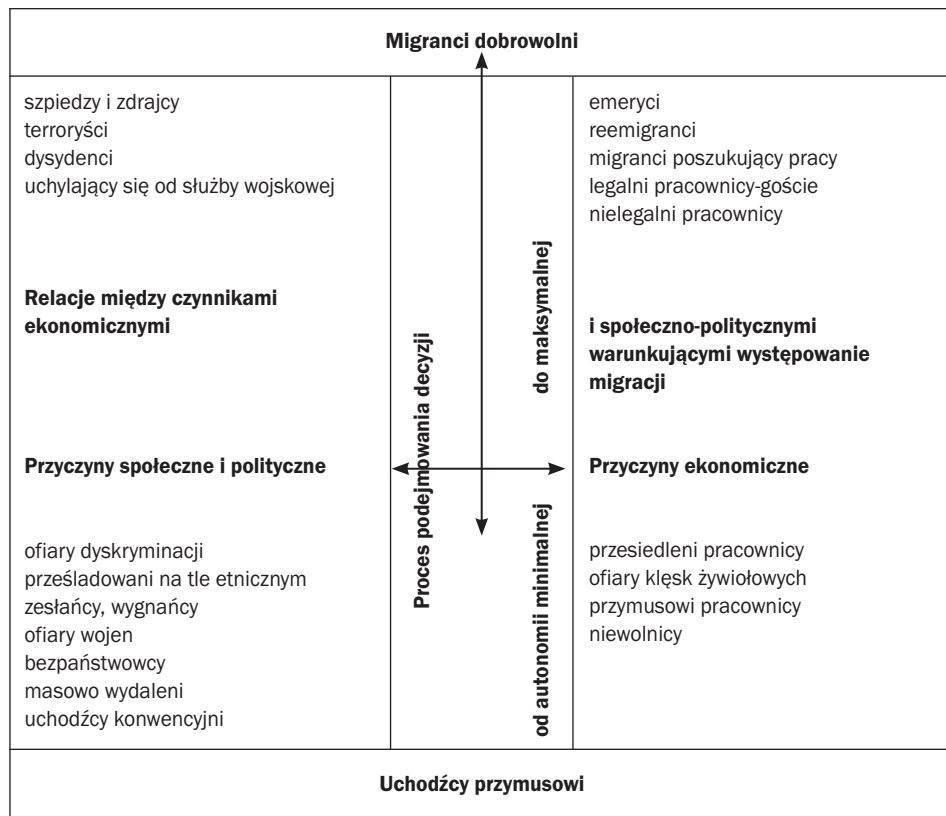 Migranci dobrowolni
szpiedzy i zdrajcy
terroryści
dysydenci
uchylający się od służby wojskowej
Relacje między czynnikami
ekonomicznymi
Przyczyny społeczne i polityczne
ofiary dyskryminacji
prześladowani na tle etnicznym
zesłańcy, wygnańcy
ofiary wojen
bezpaństwowcy
masowo wydaleni
uchodźcy konwencyjni
Proces podejmowania decyzji
od autonomii minimalnej
do maksymalnej
emeryci
reemigranci
migranci poszukujący pracy
legalni pracownicy-goście
nielegalni pracownicy
i społeczno-politycznymi
warunkującymi występowanie
migracji
Przyczyny ekonomiczne
przesiedleni pracownicy
ofiary klęsk żywiołowych
przymusowi pracownicy
niewolnicy
Uchodźcy przymusowi